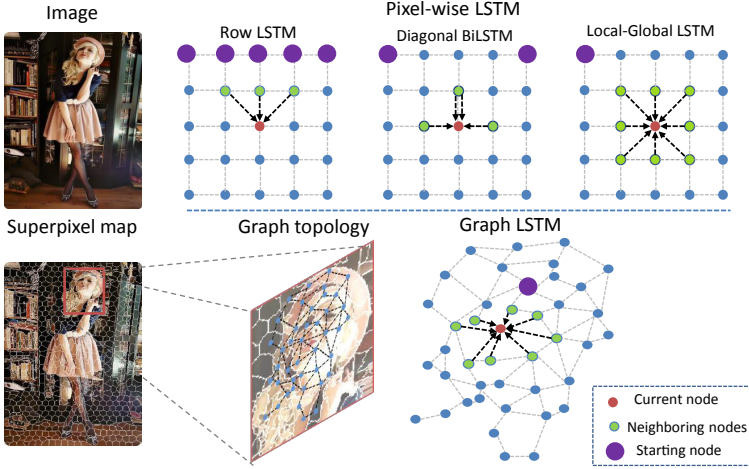 Image
Pixel-wise LSTM
Row LSTM
Diagonal BiLSTM
Local-Global LSTM
Superpixel map
Graph topology
Graph LSTM
Current node
Neighboring nodes
Starting node